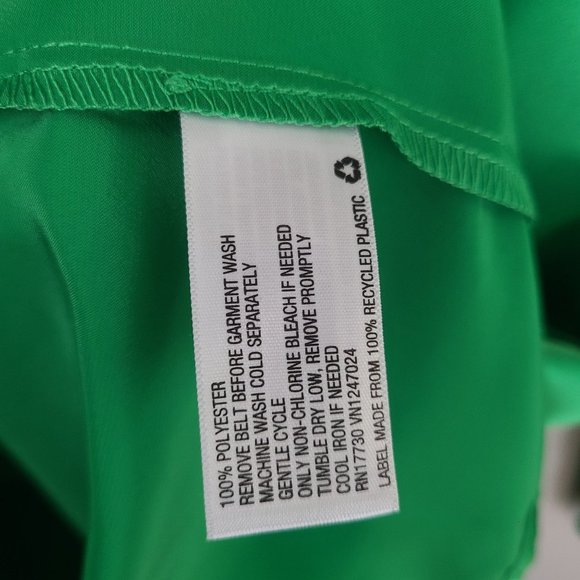 100% POLYESTER
REMOVE BELT BEFORE GARMENT WASH
MACHINE WASH COLD SEPARATELY
GENTLE CYCLE
ONLY NON-CHLORINE BLEACH IF NEEDED
TUMBLE DRY LOW, REMOVE PROMPTLY
COOL IRON IF NEEDED
RN17730 VN1247024
LABEL MADE FROM 100% RECYCLED PLASTIC